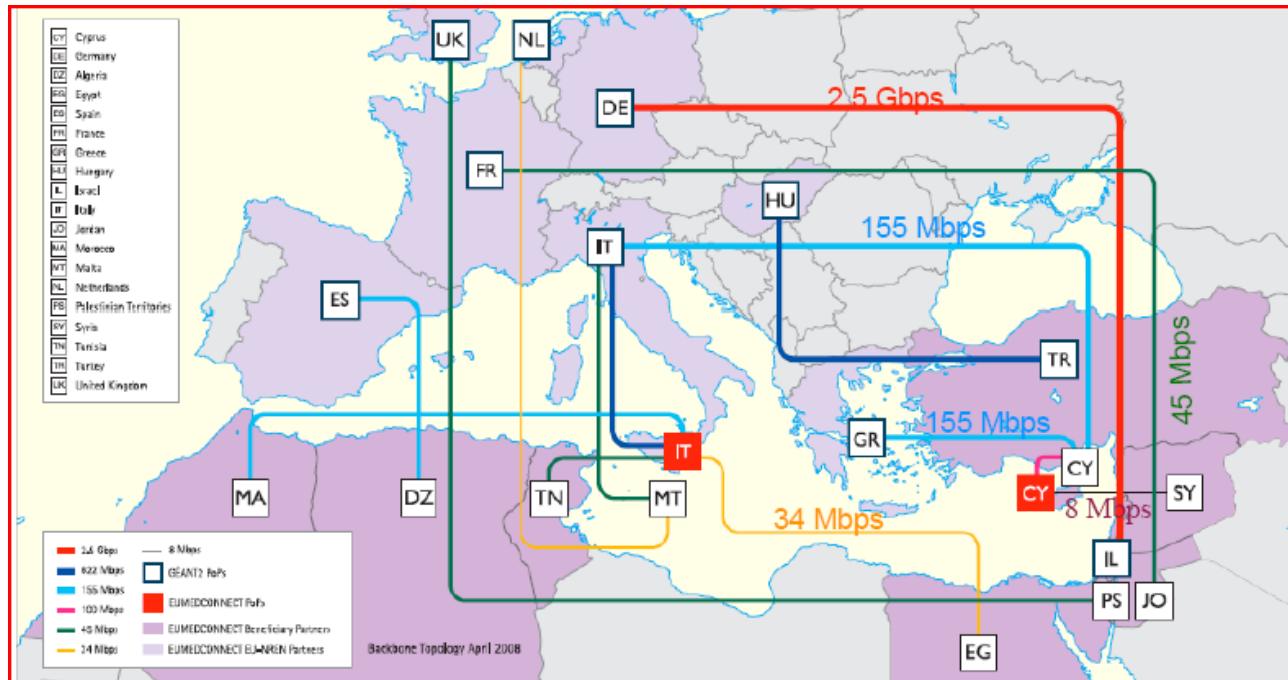 CY Cyprus
DE Germany
DZ Algeria
EG Egypt
ES Spain
FR France
GR Greece
HU Hungary
IL Israel
IT Italy
JO Jordan
MA Morocco
MT Malta
NL Netherlands
PS Palestinian Territories
SY Syria
TN Tunisia
TR Turkey
UK United Kingdom
UK
NL
DE
2.5 Gbps
FR
HU
IT
155 Mbps
ES
TR
45 Mbps
GR
155 Mbps
IT
CY
MA
DZ
TN
MT
CY
8 Mbps
SY
34 Mbps
IL
PS
JO
EG
2.5 Gbps
622 Mbps
155 Mbps
100 Mbps
45 Mbps
34 Mbps
8 Mbps
GÉANT2 PoPs
EUMEDCONNECT PoPs
EUMEDCONNECT Beneficiary Partners
EUMEDCONNECT EU-NREN Partners
Backbone Topology April 2008